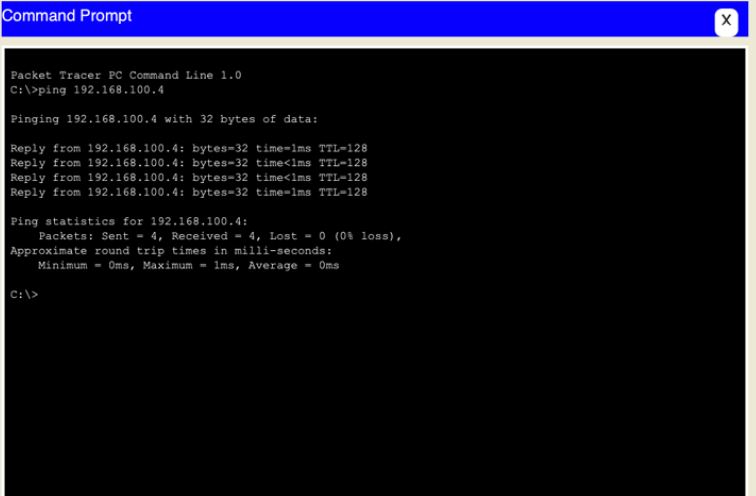 Command Prompt
X
Packet Tracer PC Command Line 1.0
C:\>ping 192.168.100.4
Pinging 192.168.100.4 with 32 bytes of data:
Reply from 192.168.100.4: bytes=32 time=1ms TTL=128
Reply from 192.168.100.4: bytes=32 time<1ms TTL=128
Reply from 192.168.100.4: bytes=32 time<1ms TTL=128
Reply from 192.168.100.4: bytes=32 time=1ms TTL=128
Ping statistics for 192.168.100.4:
Packets: Sent = 4, Received = 4, Lost = 0 (0% loss),
Approximate round trip times in milli-seconds:
Minimum = 0ms, Maximum = 1ms, Average = 0ms
C:\>